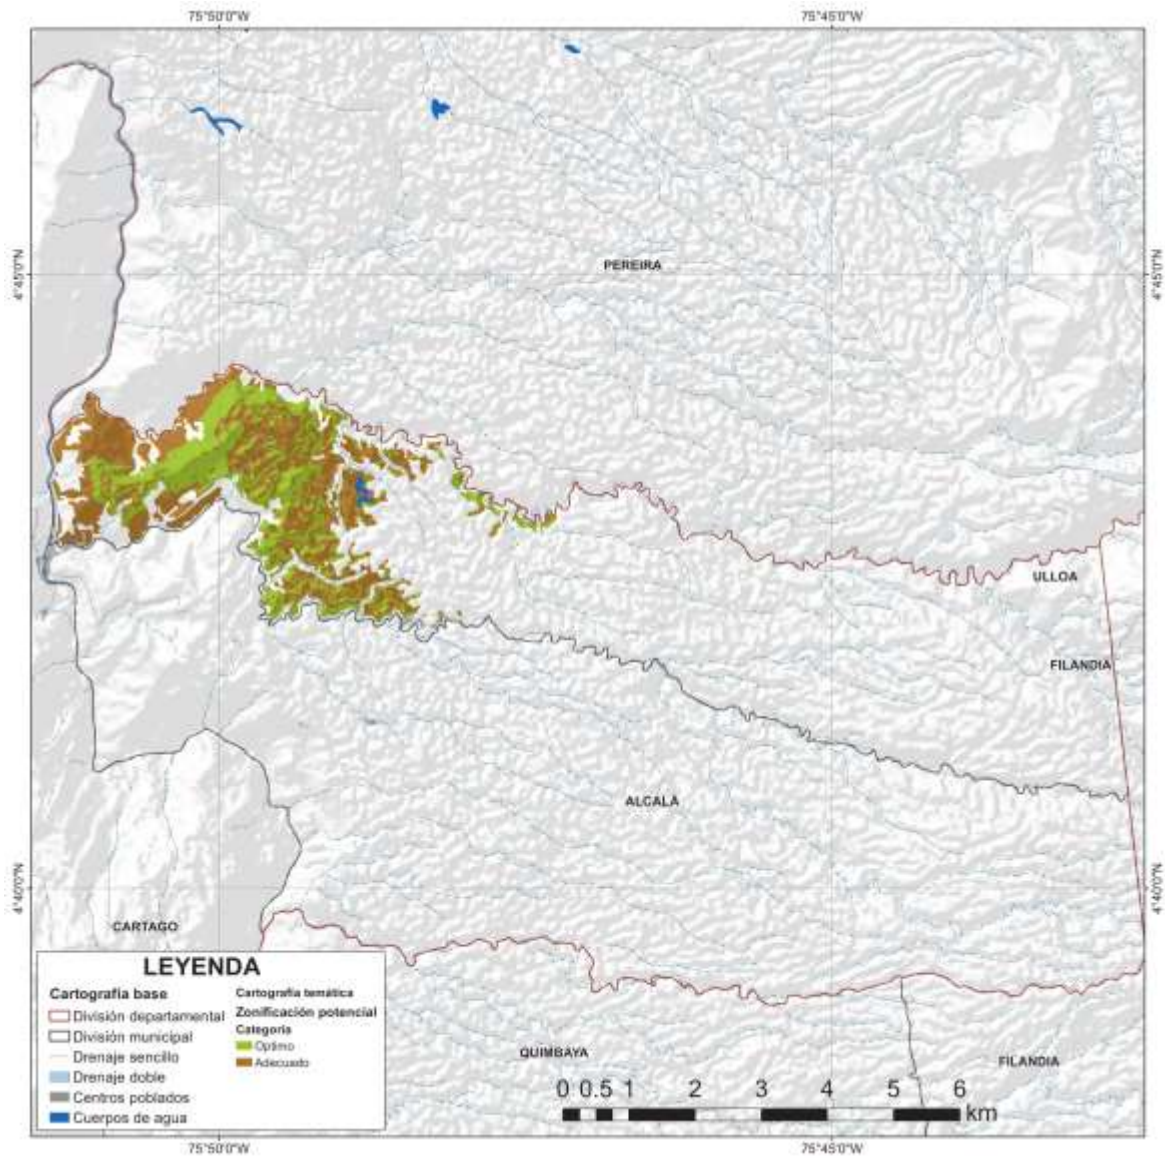 75°50'0"W 75°45'0"W
4°45'0"N 4°45'0"N
PEREIRA
ULLOA
FILANDIA
ALCALÁ
4°40'0"N 4°40'0"N
CARTAGO
LEYENDA
Cartografía base
División departamental
División municipal
Drenaje sencillo
Drenaje doble
Centros poblados
Cuerpos de agua
Cartografía temática
Zonificación potencial
Categoría
Optimo
Adecuado
QUIMBAYA
FILANDIA
0 0.5 1 2 3 4 5 6
km
75°50'0"W 75°45'0"W